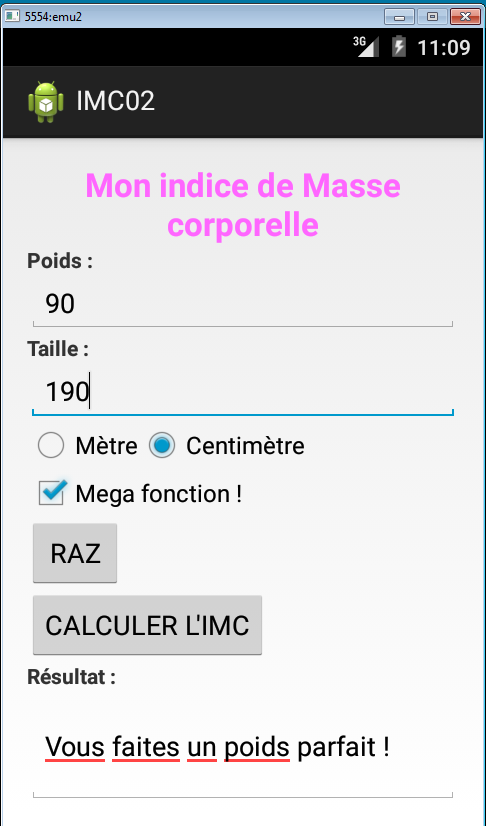 5554:emu2
3G 11:09
IMC02
Mon indice de Masse
corporelle
Poids :
90
Taille :
190
Mètre Centimètre
Mega fonction !
RAZ
CALCULER L'IMC
Résultat :
Vous faites un poids parfait !